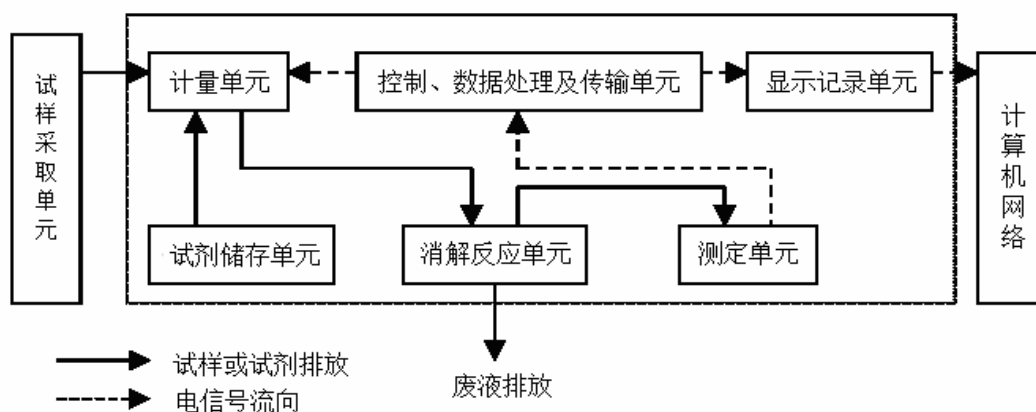 试样采取单元
计量单元
控制、数据处理及传输单元
显示记录单元
计算机网络
试剂储存单元
消解反应单元
测定单元
试样或试剂排放
电信号流向
废液排放